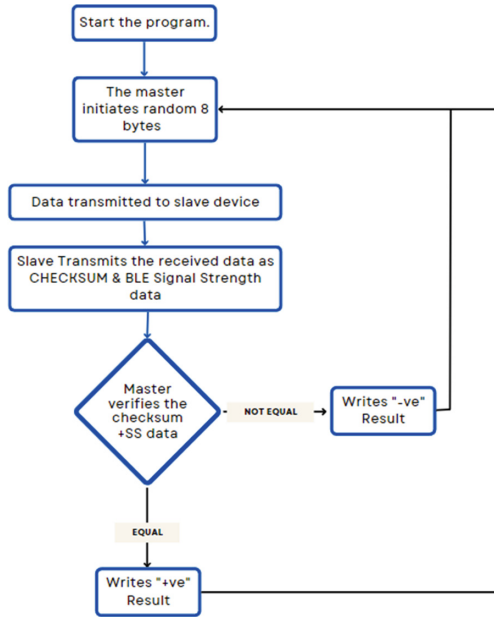 Start the program.
The master
initiates random 8
bytes
Data transmitted to slave device
Slave Transmits the received data as
CHECKSUM & BLE Signal Strength
data
Master
verifies the
checksum
+SS data
NOT EQUAL
Writes "-ve"
Result
EQUAL
Writes "+ve"
Result